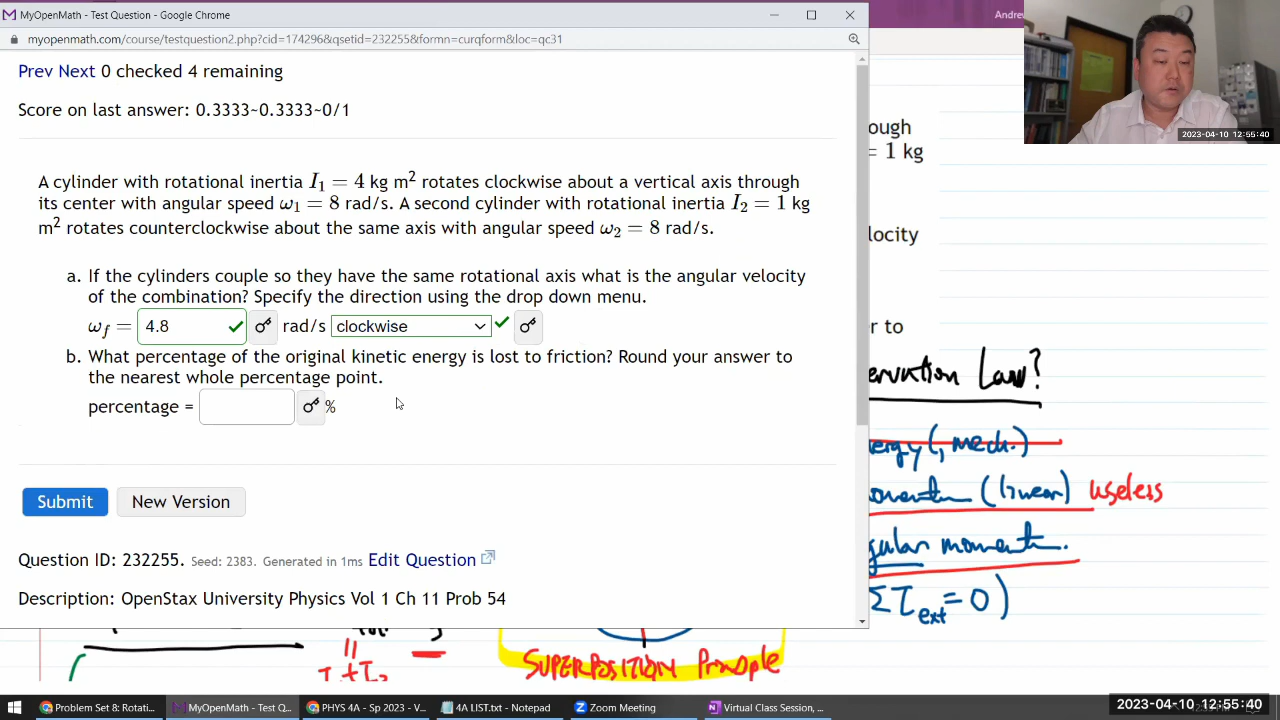 MyOpenMath - Test Question - Google Chrome
myopenmath.com/course/testquestion2.php?cid=174296&qsetid=232255&formn=curqform&loc=qc31
Andrew
Prev Next 0 checked 4 remaining
Score on last answer: 0.3333~0.3333~0/1
2023-04-10 12:55:40
A cylinder with rotational inertia I₁ = 4 kg m² rotates clockwise about a vertical axis through
its center with angular speed ω₁ = 8 rad/s. A second cylinder with rotational inertia I₂ = 1 kg
m² rotates counterclockwise about the same axis with angular speed ω₂ = 8 rad/s.
a. If the cylinders couple so they have the same rotational axis what is the angular velocity
of the combination? Specify the direction using the drop down menu.
ωf = 4.8 rad/s clockwise
b. What percentage of the original kinetic energy is lost to friction? Round your answer to
the nearest whole percentage point.
percentage = %
Submit New Version
Question ID: 232255. Seed: 2383. Generated in 1ms Edit Question
Description: OpenStax University Physics Vol 1 Ch 11 Prob 54
ough
= 1 kg
locity
r to
ervation Law?
ergy (, mech.)
omentum (linear) useless
gular momentum.
Στext = 0)
SUPERPOSITION Principle
Problem Set 8: Rotati...
MyOpenMath - Test Q...
PHYS 4A - Sp 2023 - V...
4A LIST.txt - Notepad
Zoom Meeting
Virtual Class Session, ...
2023-04-10 12:55:40